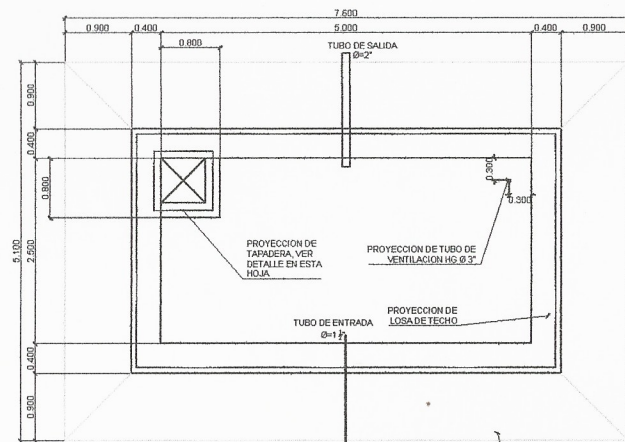 7.600
0.900
0.400
5.000
0.400
0.900
0.800
TUBO DE SALIDA
Ø=2"
0.900
0.400
0.800
5.100
2.500
0.400
0.900
0.300
0.300
PROYECCION DE
TAPADERA, VER
DETALLE EN ESTA
HOJA
PROYECCION DE TUBO DE
VENTILACION HG Ø 3"
PROYECCION DE
LOSA DE TECHO
TUBO DE ENTRADA
Ø=1 ½"